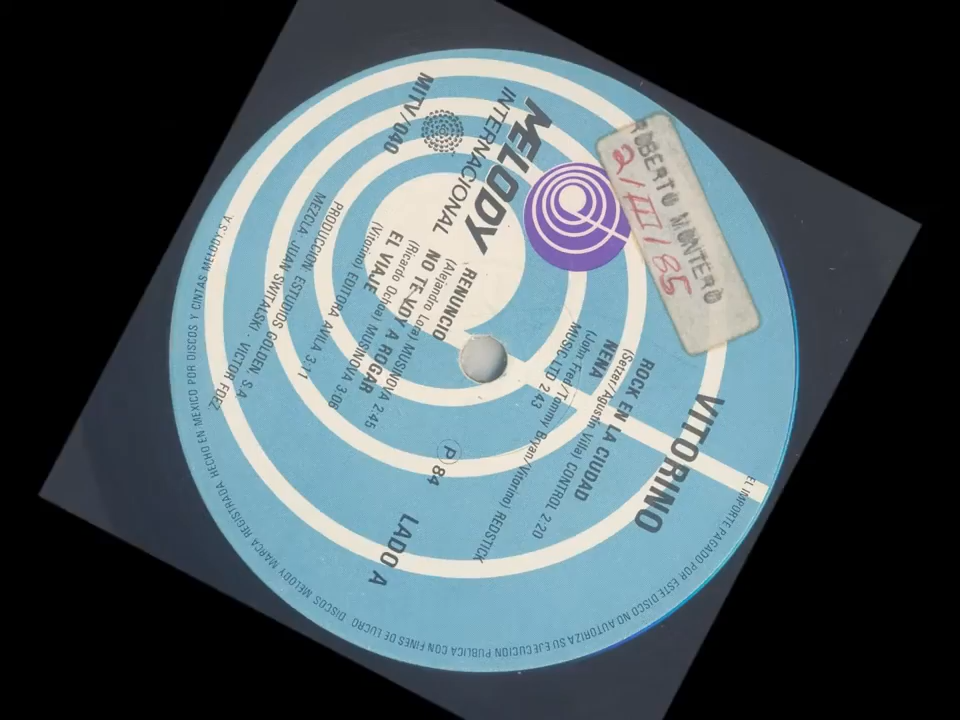 MELODY
INTERNACIONAL
MITV/040
ROBERTO MONTERO
2/III/85
VITORINO
ROCK EN LA CIUDAD
(Setzer/Agustin Villa) CONTROL 2:20
NENA
(John Fred/Tommy Bryan/Vitorino) REDSTICK
MUSIC LTD 2:43
RENUNCIO
(Alejandro Lora) MUSINOVA 2:45
NO TE VOY A ROGAR
(Ricardo Ochoa) MUSINOVA 3:06
EL VIAJE
(Vitorino) EDITORA AVILA 3:11
PRODUCCION: ESTUDIOS GOLDEN, S.A.
MEZCLA: JUAN SWITALSKI - VICTOR FDEZ
P 84
LADO A
EL IMPORTE PAGADO POR ESTE DISCO NO AUTORIZA SU EJECUCION PUBLICA CON FINES DE LUCRO. DISCOS MELODY MARCA REGISTRADA. HECHO EN MEXICO POR DISCOS Y CINTAS MELODY, S.A.